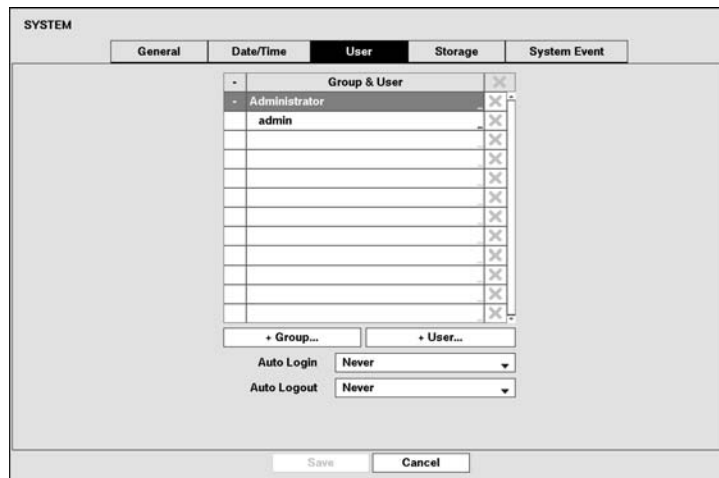 SYSTEM
General Date/Time User Storage System Event
- Group & User
- Administrator
admin
+ Group... + User...
Auto Login Never
Auto Logout Never
Save Cancel